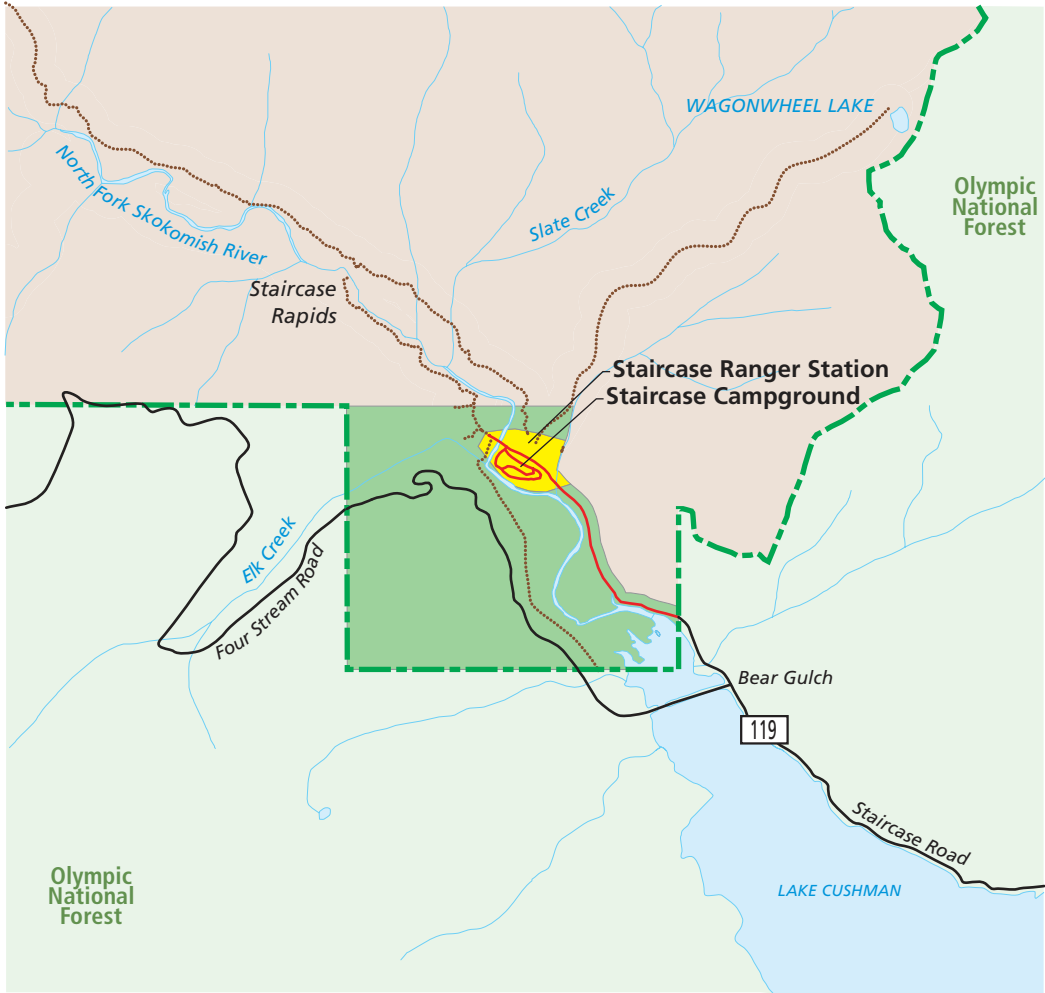 WAGONWHEEL LAKE
North Fork Skokomish River
Olympic
National
Forest
Slate Creek
Staircase
Rapids
Staircase Ranger Station
Staircase Campground
Elk Creek
Four Stream Road
Bear Gulch
119
Staircase Road
Olympic
National
Forest
LAKE CUSHMAN